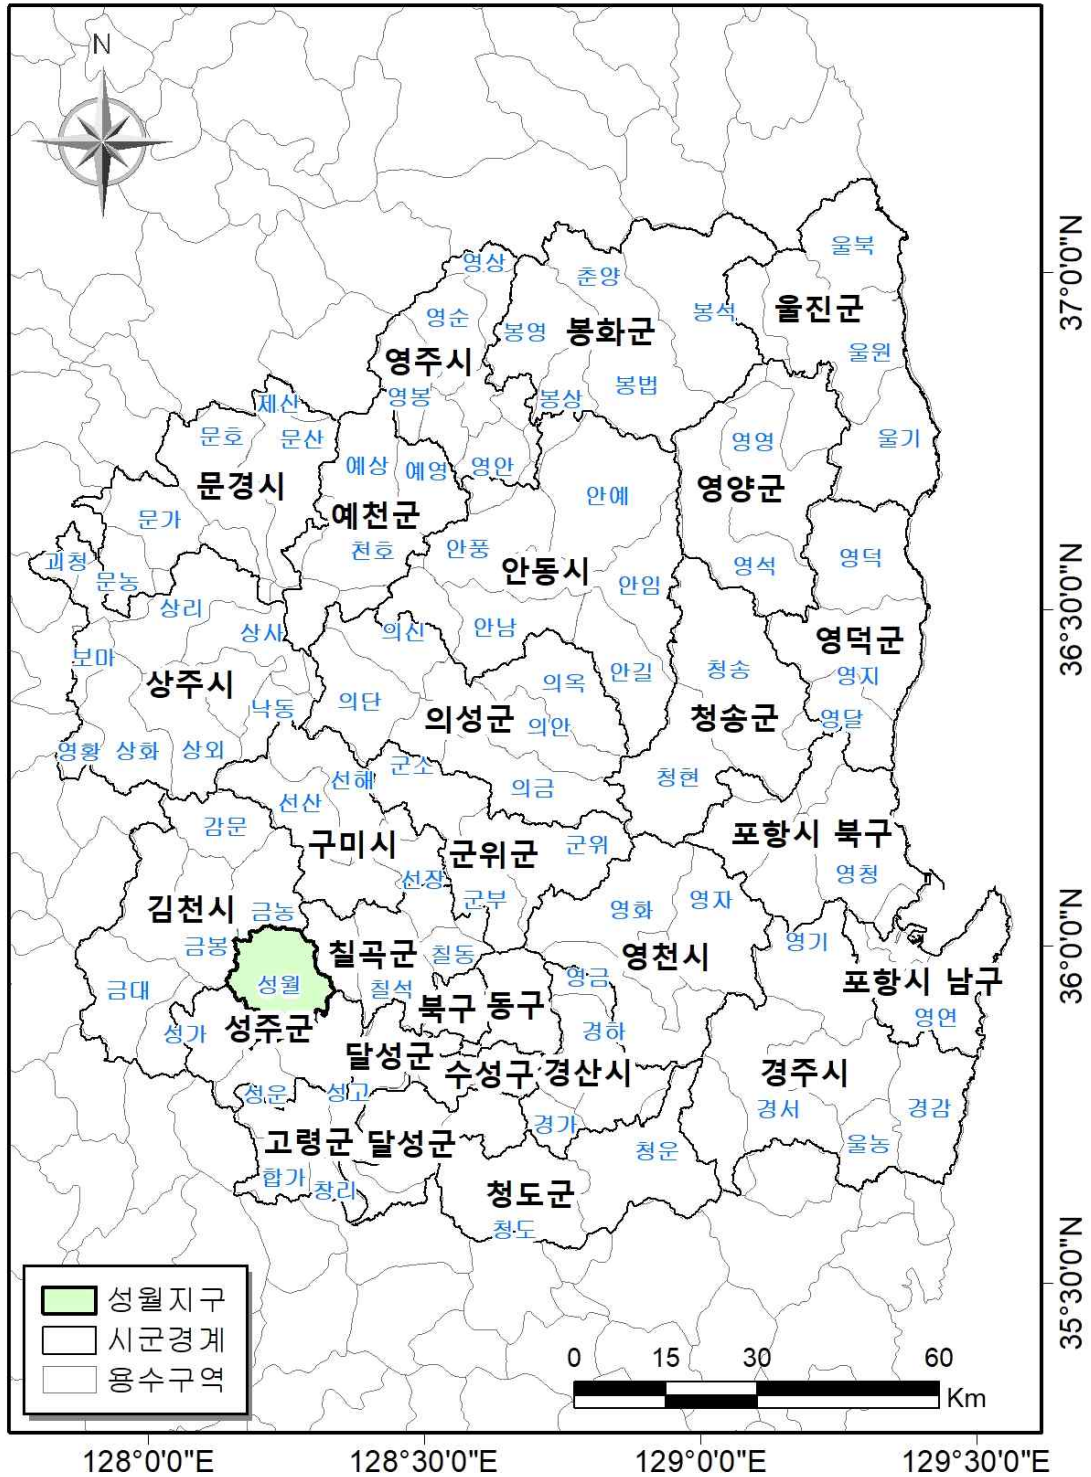 N
울북
영상
춘양
37°0'0"N
영순
봉석
울진군
봉영
봉화군
영주시
울원
제산
영봉
봉상
봉법
문호
문산
영영
울기
예상
예영
영안
문경시
영양군
안예
문가
예천군
천호
안풍
영덕
괴청
안동시
영석
문농
안임
36°30'0"N
상리
상사
의신
안남
영덕군
보마
청송
영지
상주시
의옥
안길
의단
낙동
의성군
의안
청송군
영달
영황
상화
상외
군소
청현
선해
의금
선산
감문
구미시
군위군
군위
포항시 북구
선장
영청
김천시
금농
군부
영화
영자
36°0'0"N
금봉
칠곡군
칠동
영천시
영기
금대
성월
칠석
영금
포항시 남구
북구
동구
성가
성주군
경하
영연
달성군
수성구
경산시
경주시
성운
성고
경서
경감
고령군
달성군
경가
청운
울농
합가
창리
청도군
청도
35°30'0"N
성월지구
시군경계
용수구역
0 15 30 60
Km
128°0'0"E 128°30'0"E 129°0'0"E 129°30'0"E